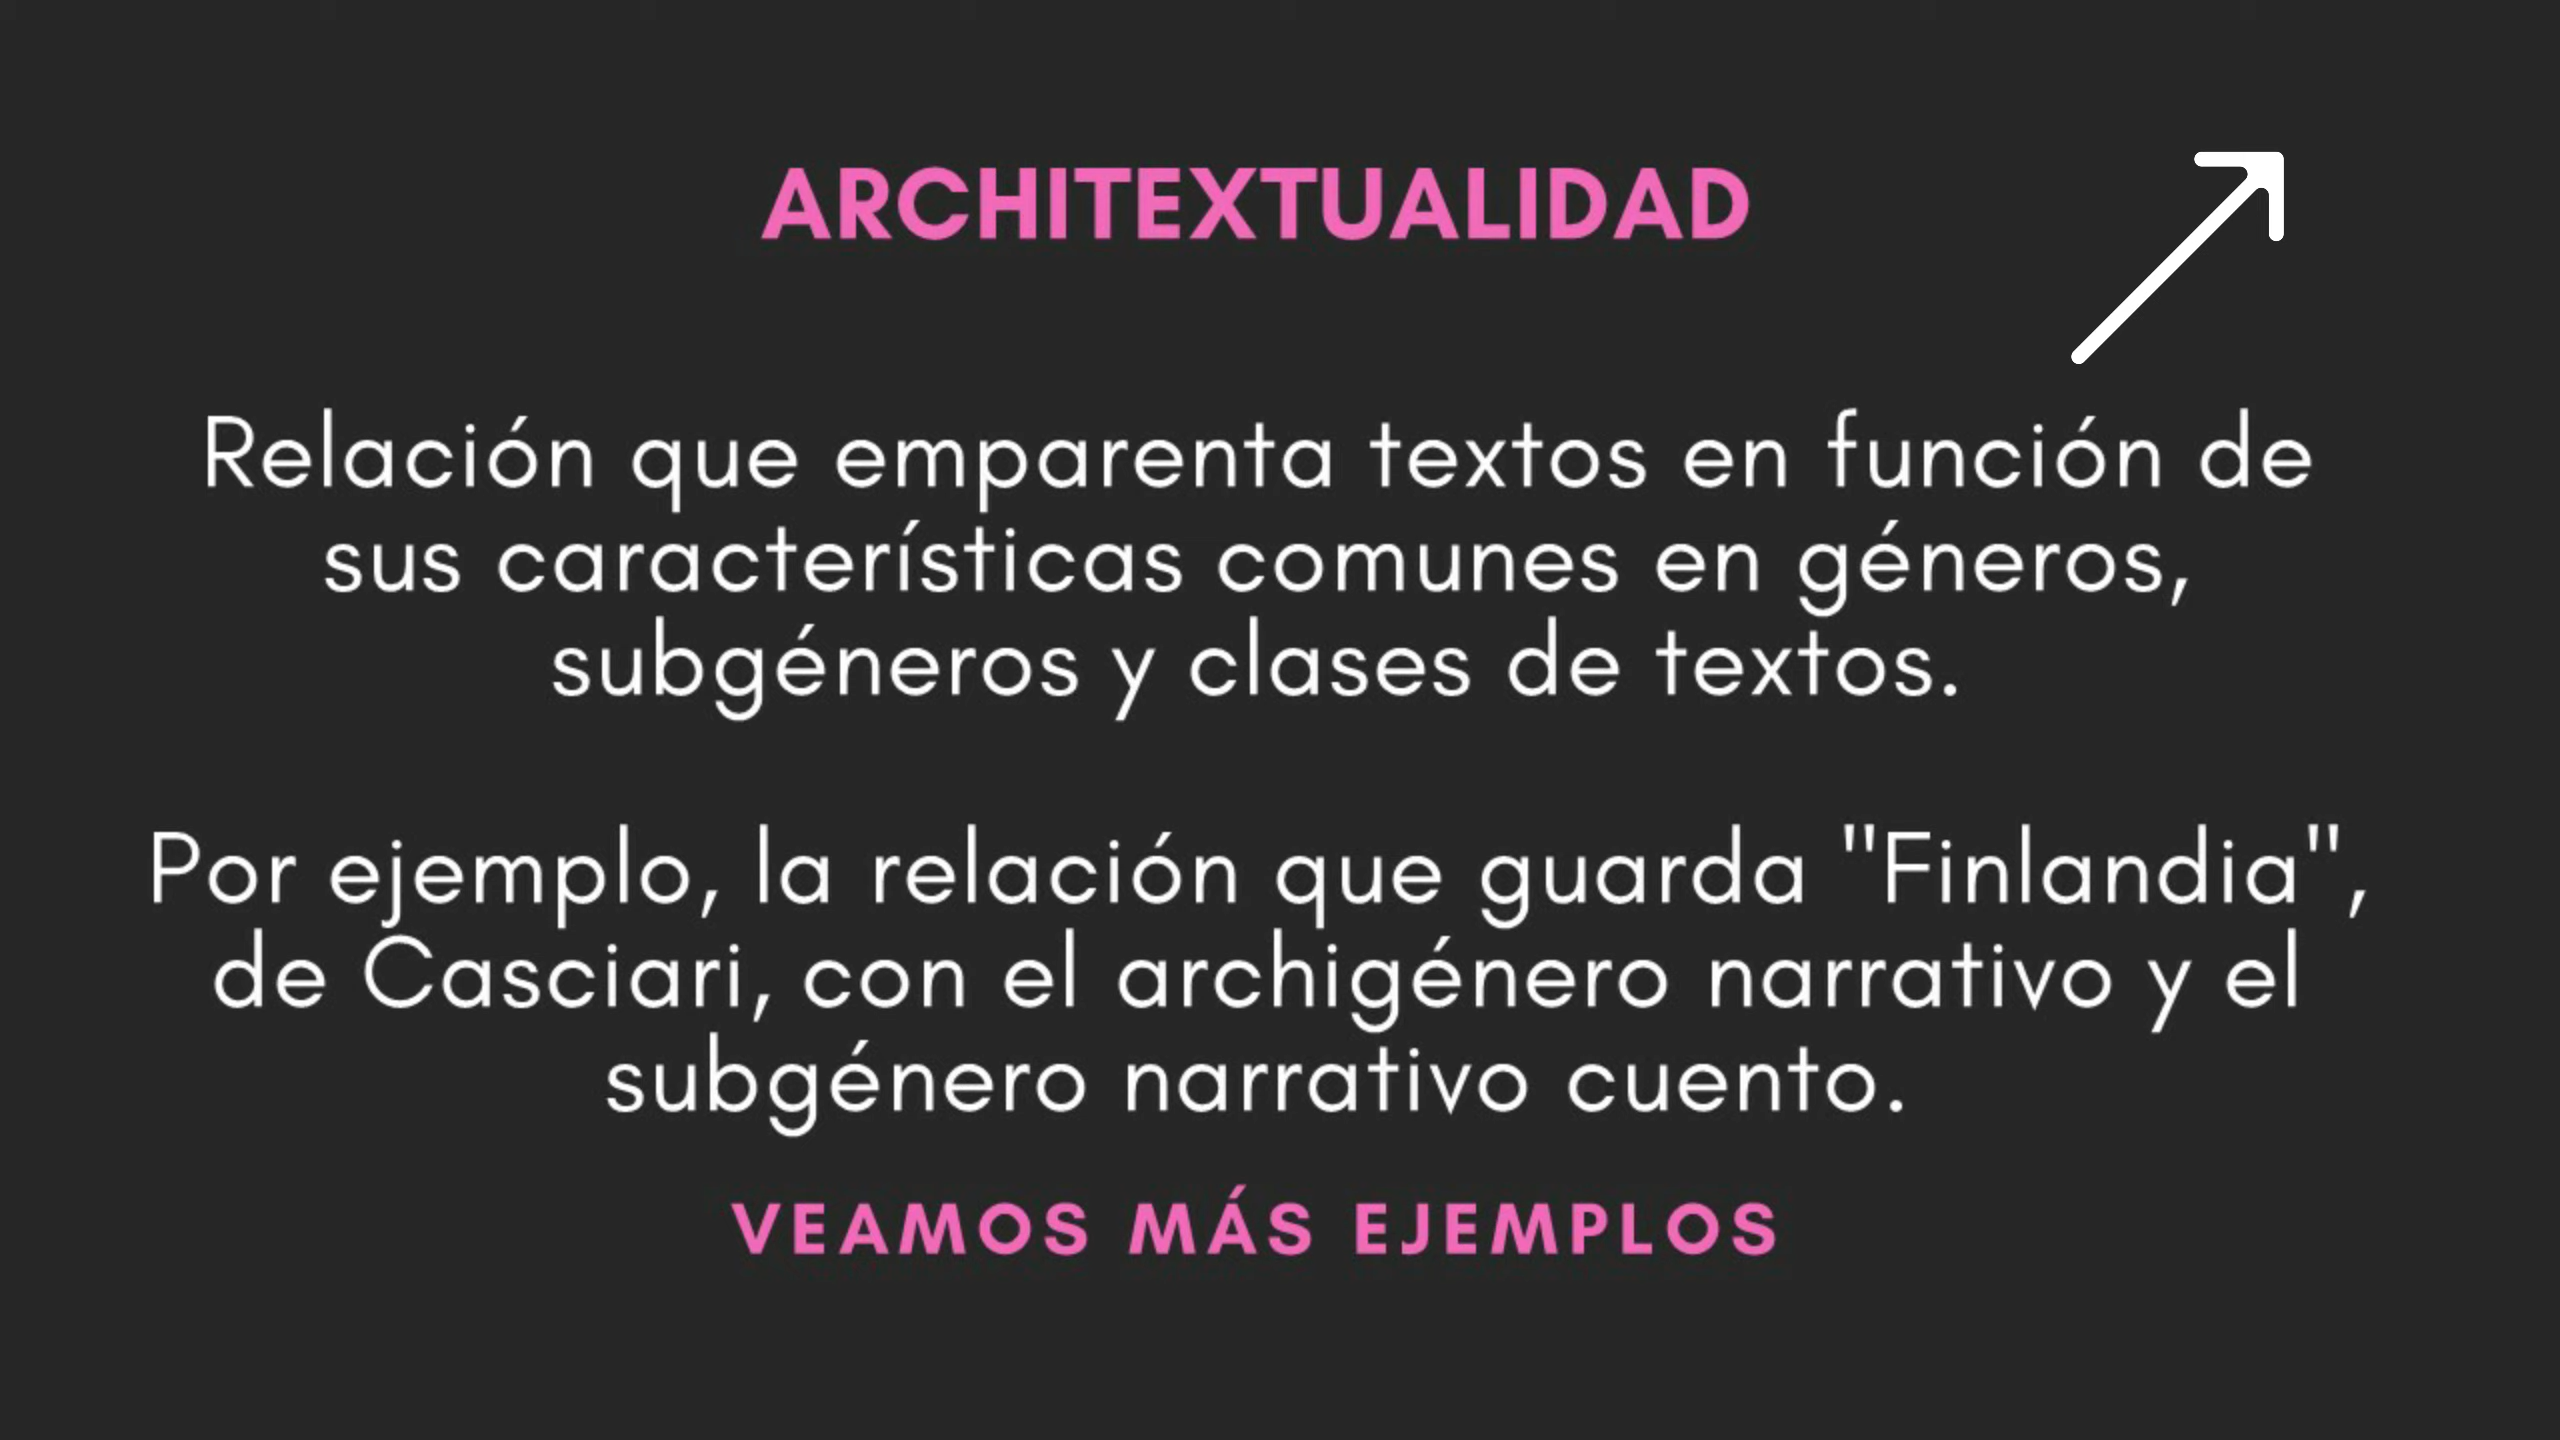 ARCHITEXTUALIDAD
Relación que emparenta textos en función de
sus características comunes en géneros,
subgéneros y clases de textos.
Por ejemplo, la relación que guarda "Finlandia",
de Casciari, con el archigénero narrativo y el
subgénero narrativo cuento.
VEAMOS MÁS EJEMPLOS